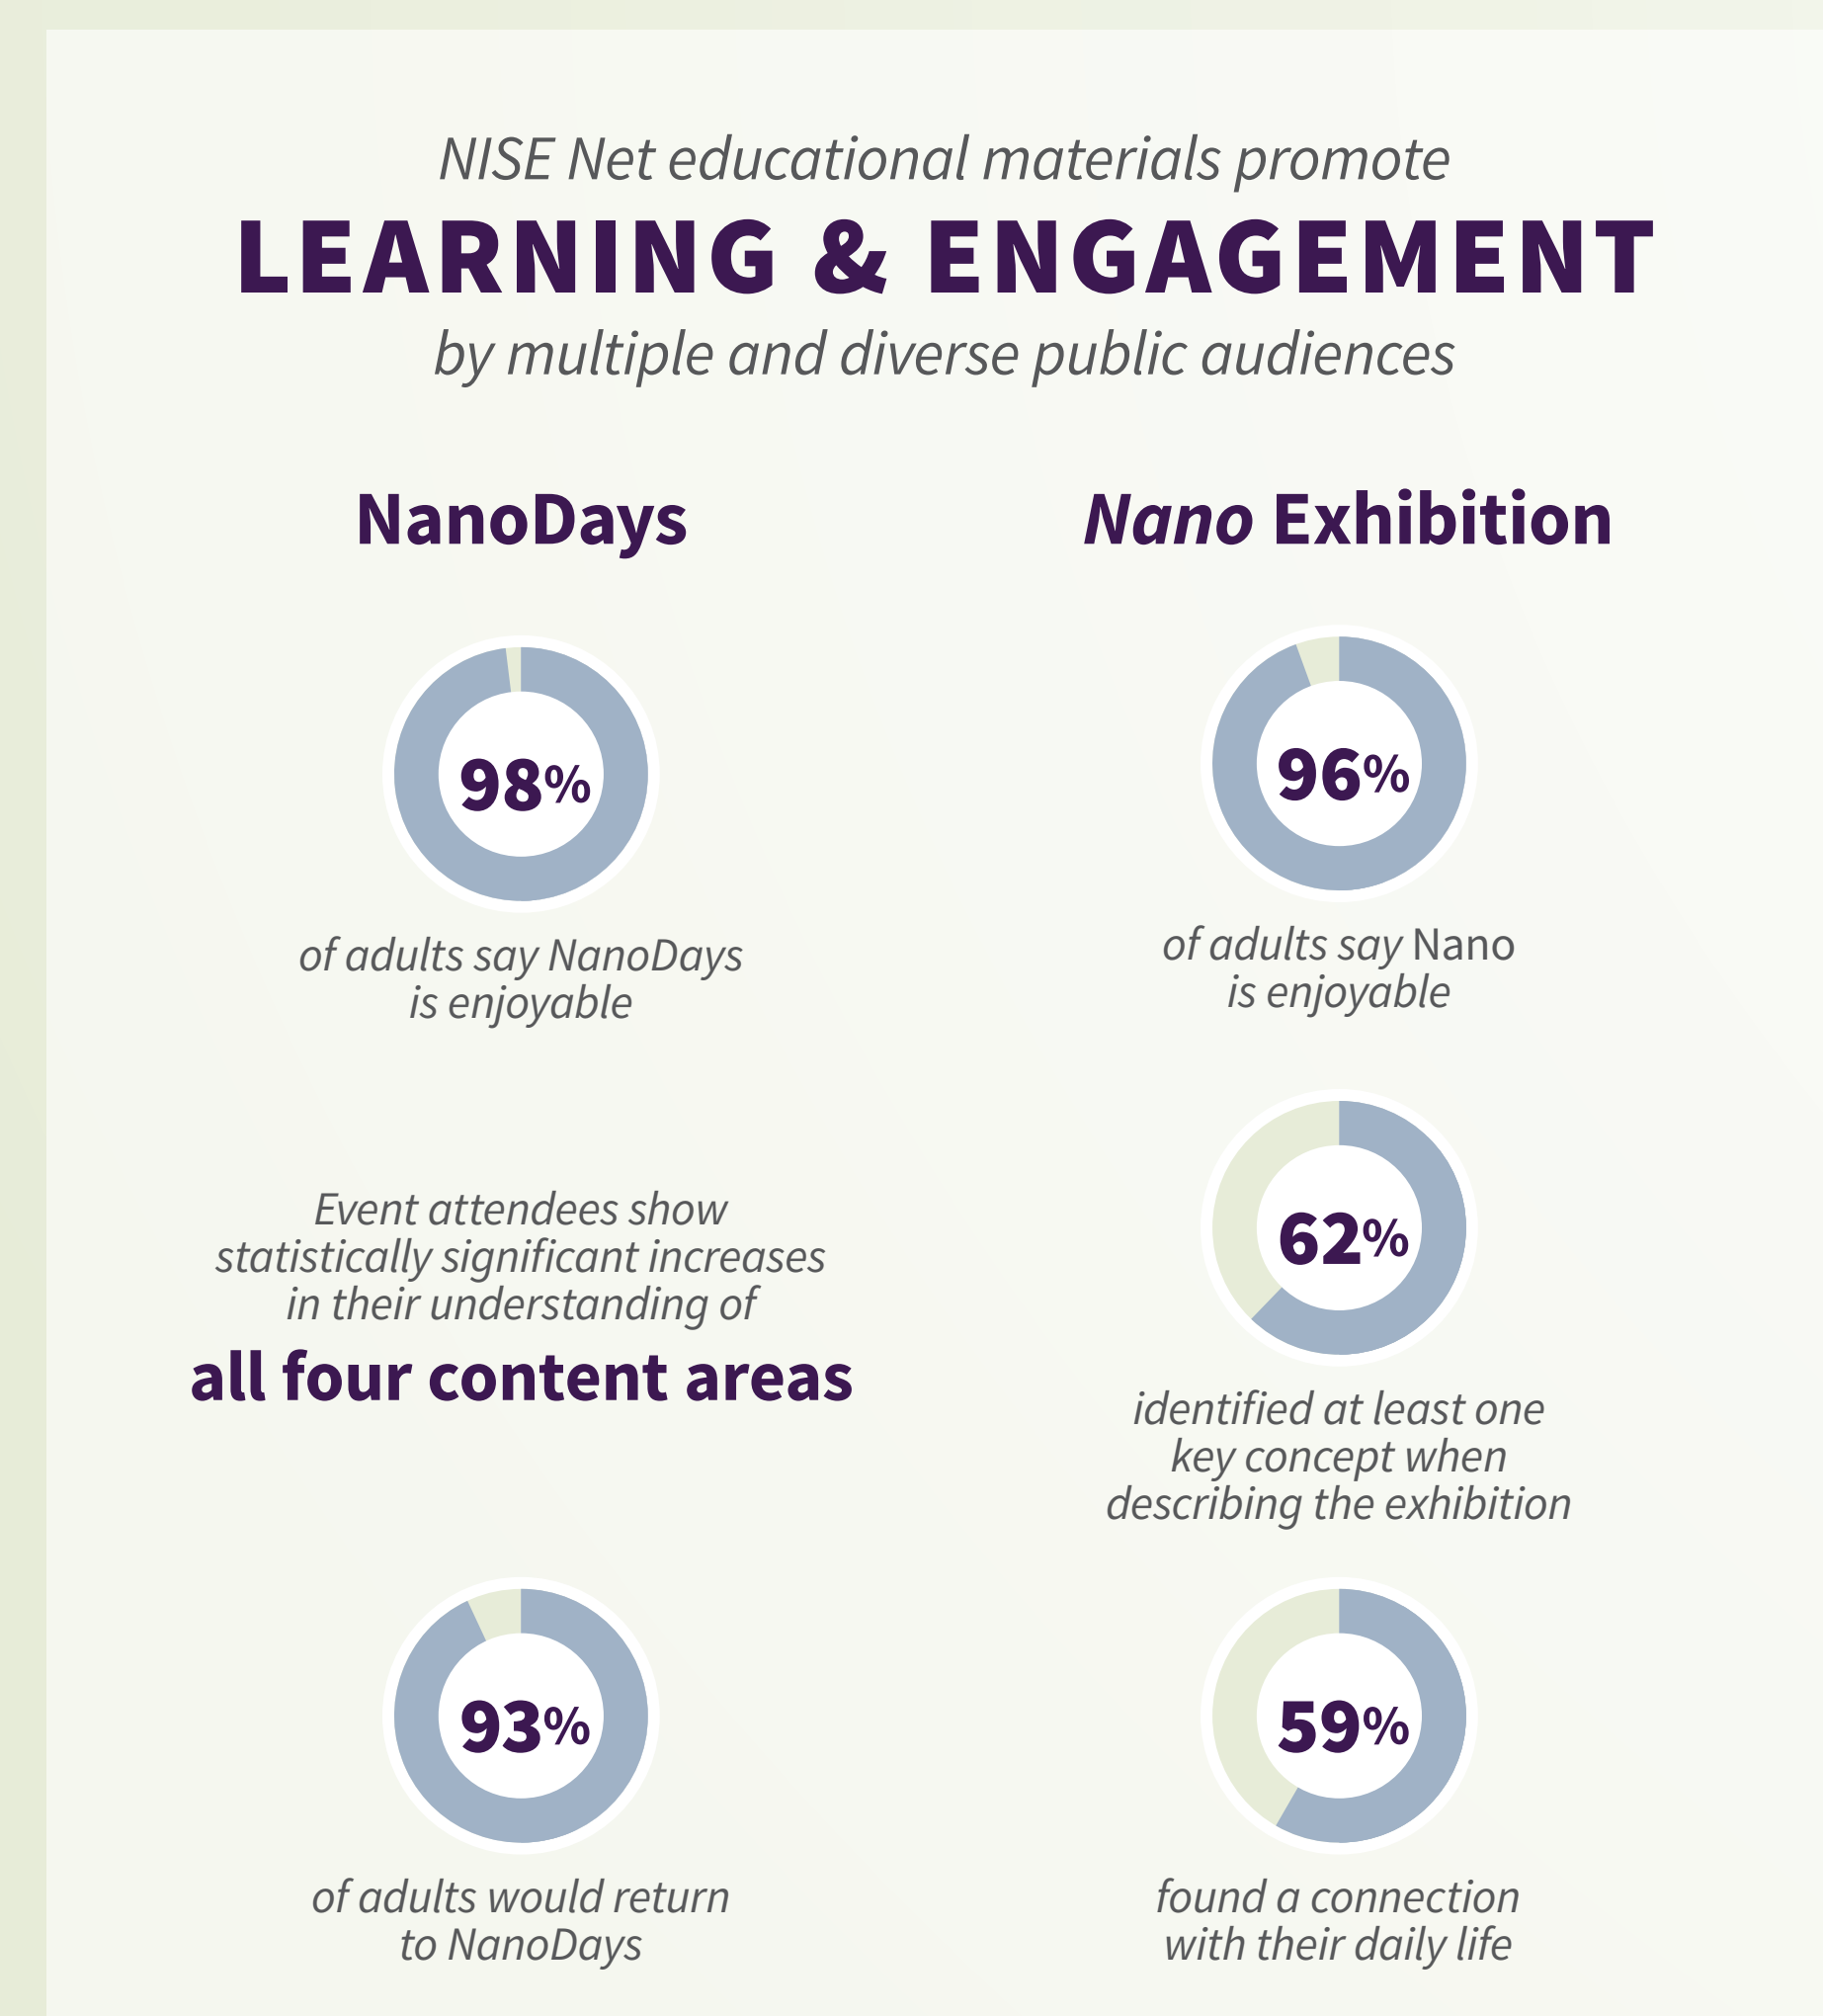 NISE Net educational materials promote
LEARNING & ENGAGEMENT
by multiple and diverse public audiences
NanoDays
98%
of adults say NanoDays
is enjoyable
Event attendees show
statistically significant increases
in their understanding of
all four content areas
93%
of adults would return
to NanoDays
Nano Exhibition
96%
of adults say Nano
is enjoyable
62%
identified at least one
key concept when
describing the exhibition
59%
found a connection
with their daily life